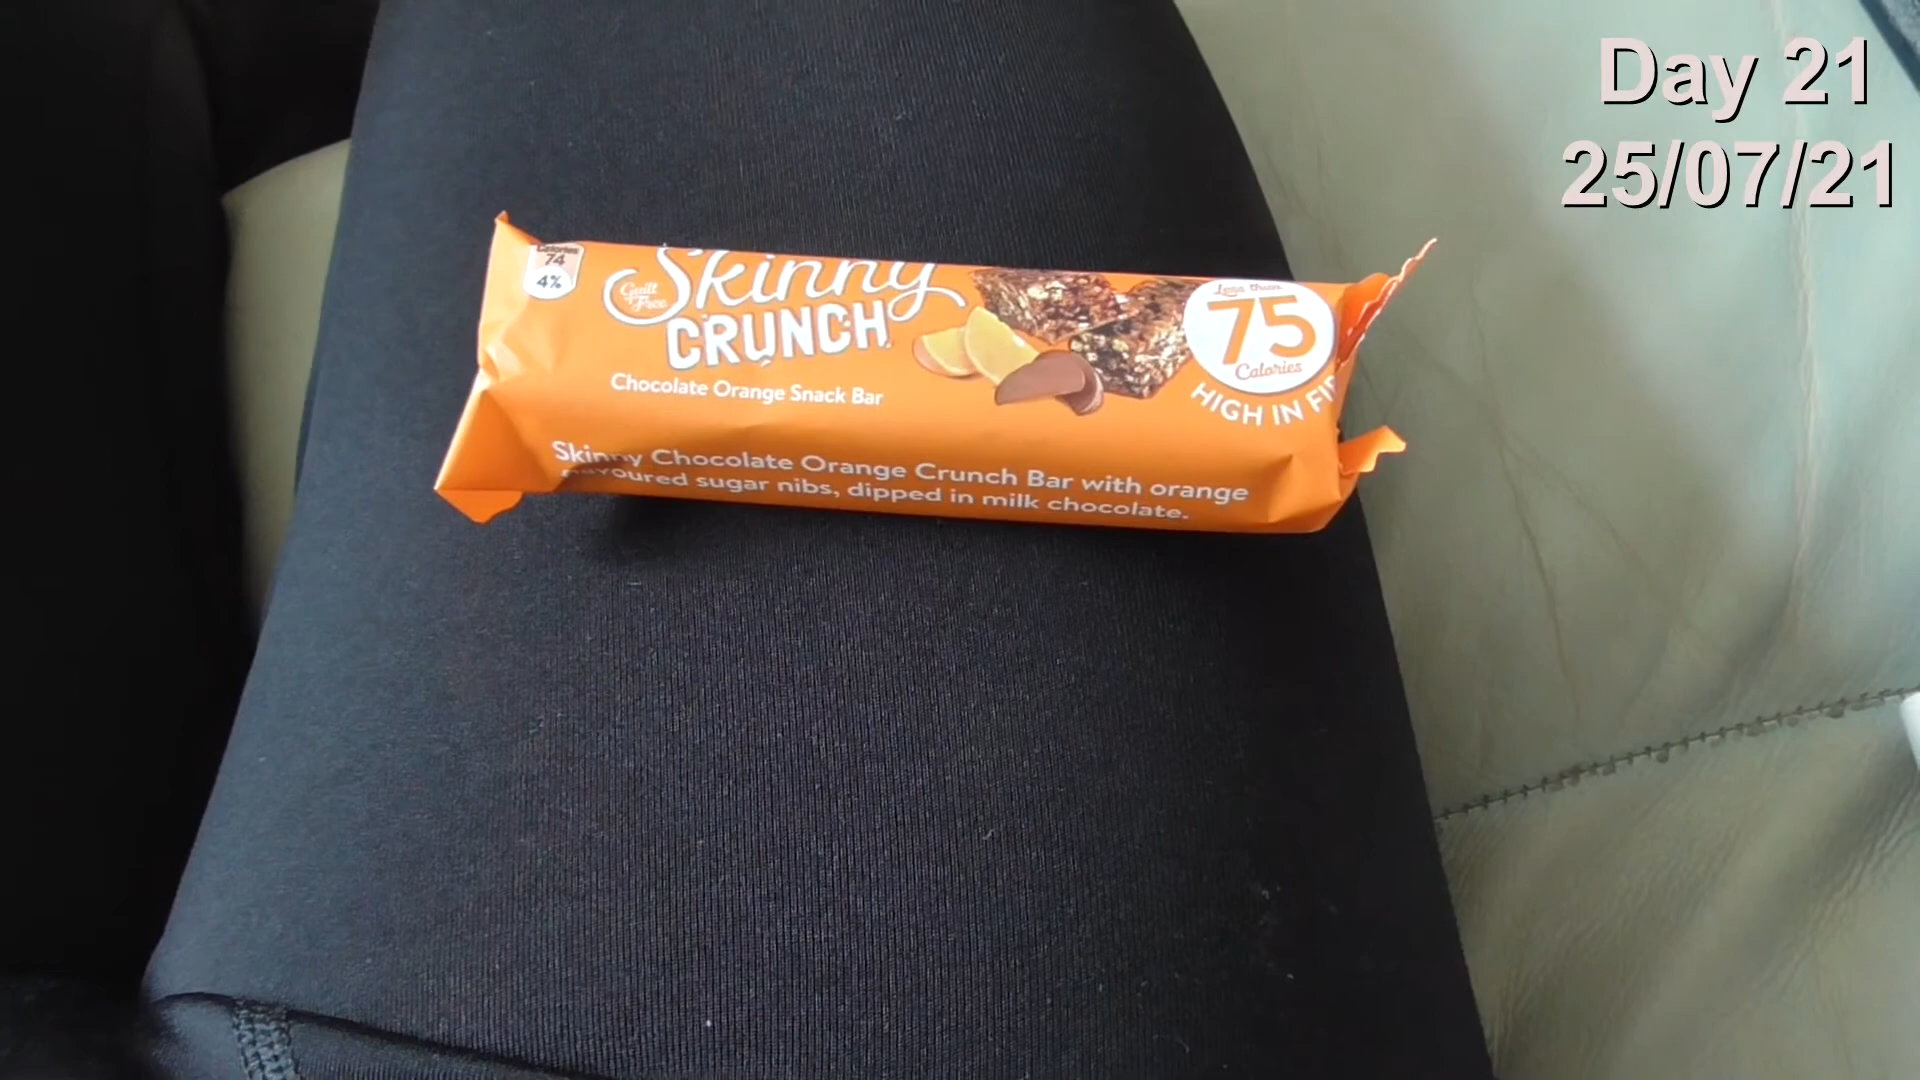 Day 21
25/07/21
Calories
74
4%
Guilt
Free
Skinny
CRUNCH
Chocolate Orange Snack Bar
Less than
75
Calories
HIGH IN
Skinny Chocolate Orange Crunch Bar with orange
flavoured sugar nibs, dipped in milk chocolate.